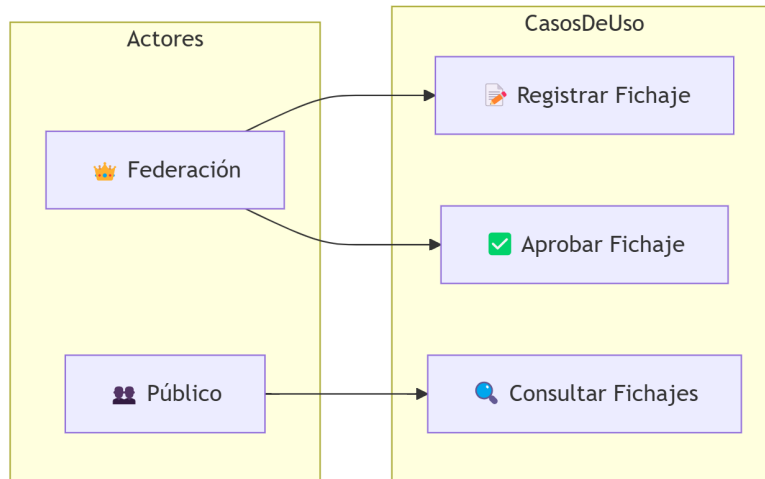 Actores
CasosDeUso
📝 Registrar Fichaje
👑 Federación
✅ Aprobar Fichaje
👥 Público
🔍 Consultar Fichajes